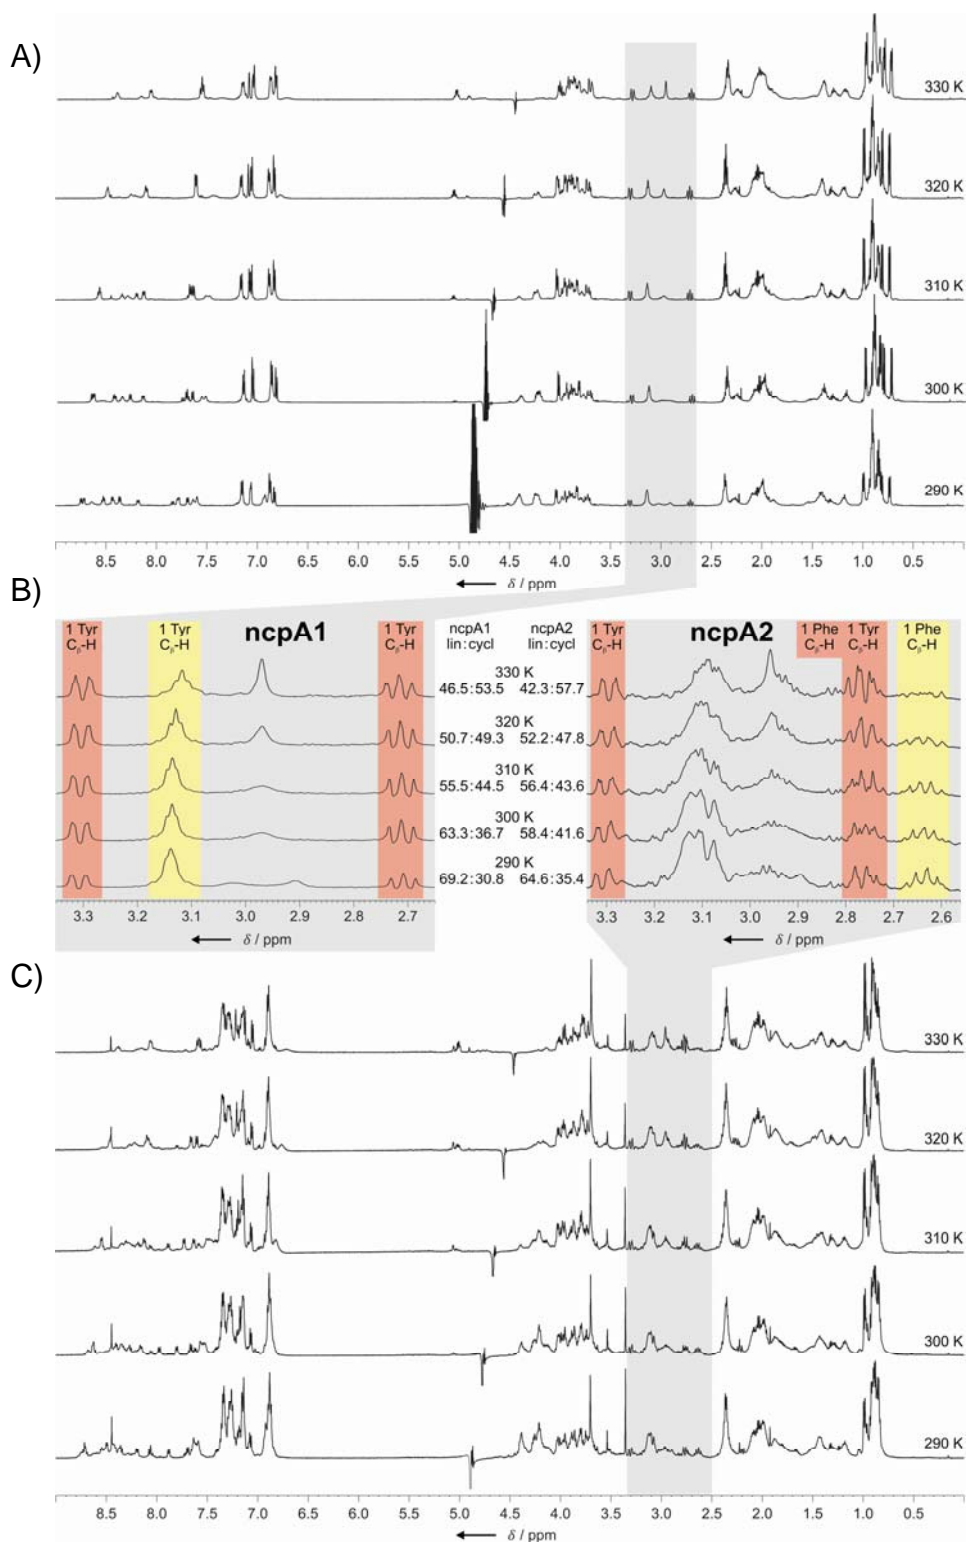 A)
330 K
320 K
310 K
300 K
290 K
8.5 8.0 7.5 7.0 6.5 6.0 5.5 5.0 4.5 4.0 3.5 3.0 2.5 2.0 1.5 1.0 0.5 0.0
δ / ppm
B)
1 Tyr Cβ-H
1 Tyr Cβ-H
ncpA1
1 Tyr Cβ-H
ncpA1 lin:cycl
ncpA2 lin:cycl
1 Tyr Cβ-H
ncpA2
1 Phe Cβ-H
1 Tyr Cβ-H
1 Phe Cβ-H
330 K
46.5:53.5 42.3:57.7
320 K
50.7:49.3 52.2:47.8
310 K
55.5:44.5 56.4:43.6
300 K
63.3:36.7 58.4:41.6
290 K
69.2:30.8 64.6:35.4
3.3 3.2 3.1 3.0 2.9 2.8 2.7
δ / ppm
3.3 3.2 3.1 3.0 2.9 2.8 2.7 2.6
δ / ppm
C)
330 K
320 K
310 K
300 K
290 K
8.5 8.0 7.5 7.0 6.5 6.0 5.5 5.0 4.5 4.0 3.5 3.0 2.5 2.0 1.5 1.0 0.5 0.0
δ / ppm